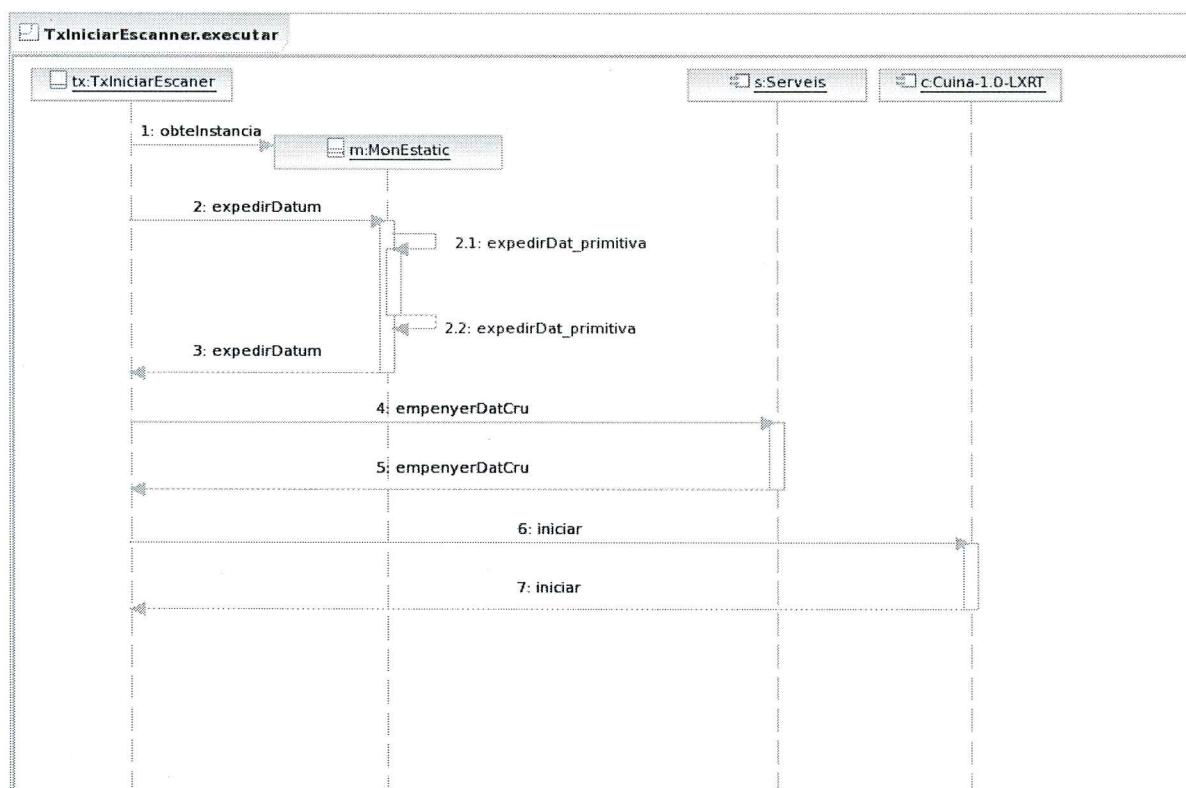 TxIniciarEscanner.executar
tx:TxIniciarEscaner
s:Serveis
c:Cuina-1.0-LXRT
1: obteInstancia
m:MonEstatic
2: expedirDatum
2.1: expedirDat_primitiva
2.2: expedirDat_primitiva
3: expedirDatum
4: empenyerDatCru
5: empenyerDatCru
6: iniciar
7: iniciar